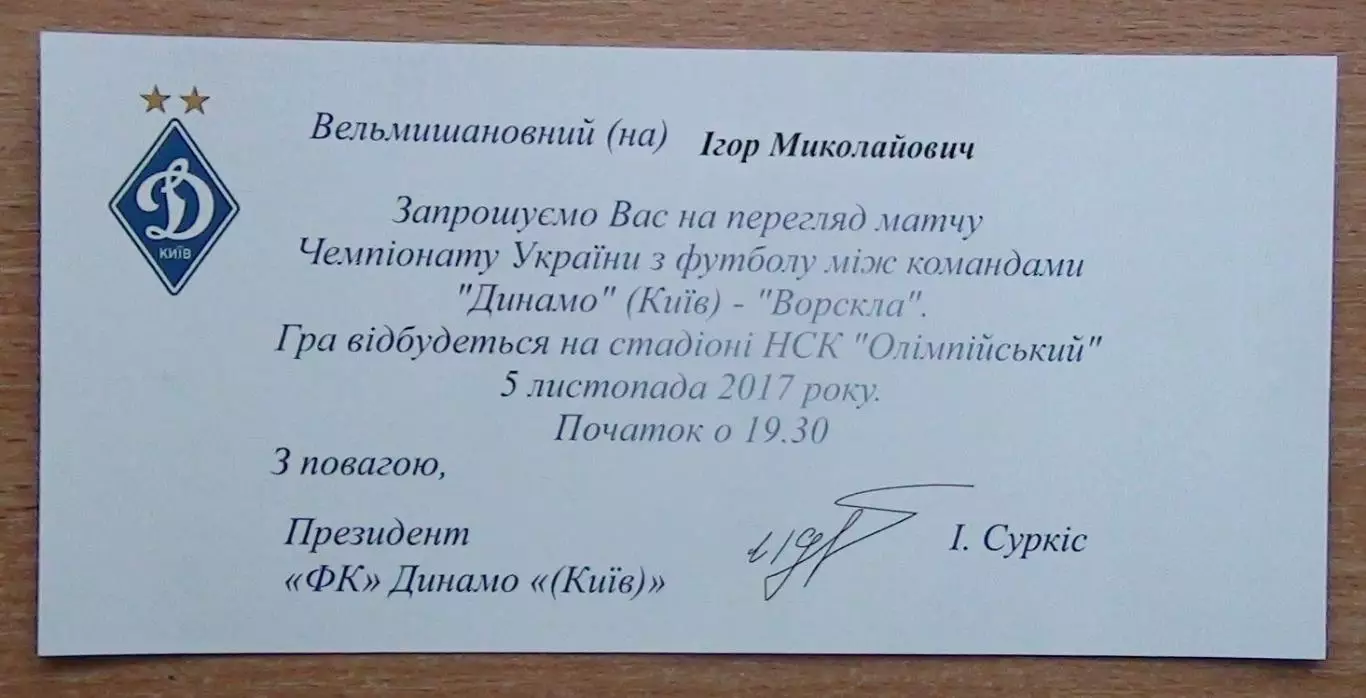 Вельмишановний (на) Ігор Миколайович
Запрошуємо Вас на перегляд матчу
Чемпіонату України з футболу між командами
"Динамо" (Київ) - "Ворскла".
Гра відбудеться на стадіоні НСК "Олімпійський"
5 листопада 2017 року.
Початок о 19.30
З повагою,
Президент
«ФК» Динамо «(Київ)»
І. Суркіс
Д
КИЇВ